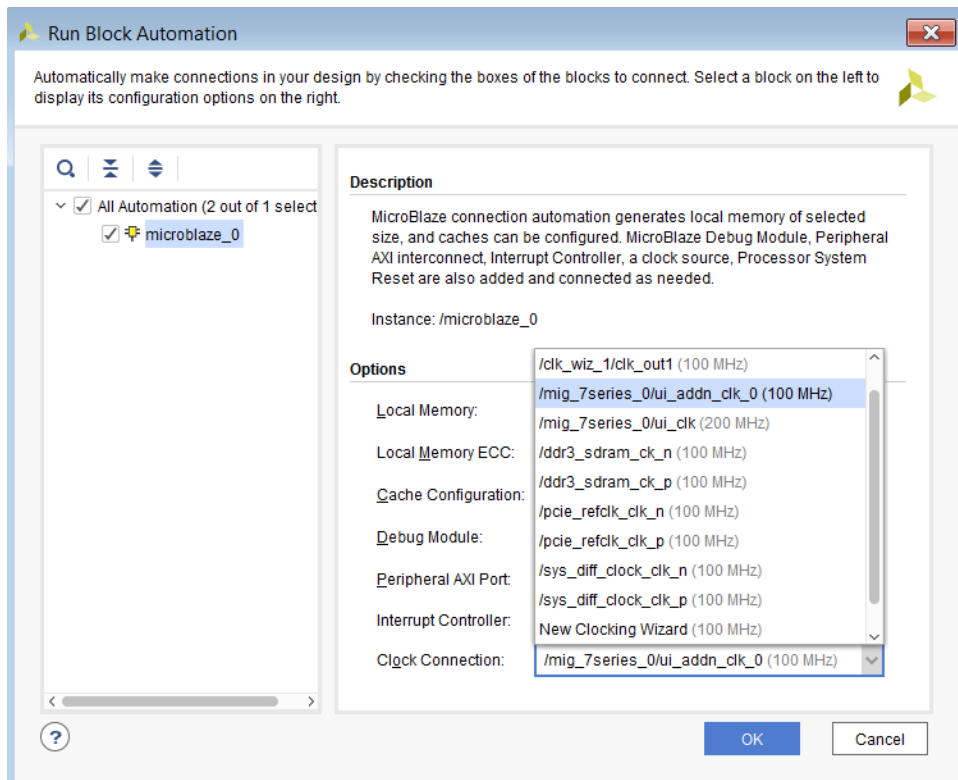 Run Block Automation
Automatically make connections in your design by checking the boxes of the blocks to connect. Select a block on the left to
display its configuration options on the right.
All Automation (2 out of 1 select
microblaze_0
Description
MicroBlaze connection automation generates local memory of selected
size, and caches can be configured. MicroBlaze Debug Module, Peripheral
AXI interconnect, Interrupt Controller, a clock source, Processor System
Reset are also added and connected as needed.
Instance: /microblaze_0
Options
/clk_wiz_1/clk_out1 (100 MHz)
/mig_7series_0/ui_addn_clk_0 (100 MHz)
Local Memory:
/mig_7series_0/ui_clk (200 MHz)
Local Memory ECC:
/ddr3_sdram_ck_n (100 MHz)
/ddr3_sdram_ck_p (100 MHz)
Cache Configuration:
/pcie_refclk_clk_n (100 MHz)
Debug Module:
/pcie_refclk_clk_p (100 MHz)
Peripheral AXI Port:
/sys_diff_clock_clk_n (100 MHz)
/sys_diff_clock_clk_p (100 MHz)
Interrupt Controller:
New Clocking Wizard (100 MHz)
Clock Connection:
/mig_7series_0/ui_addn_clk_0 (100 MHz)
?
OK
Cancel